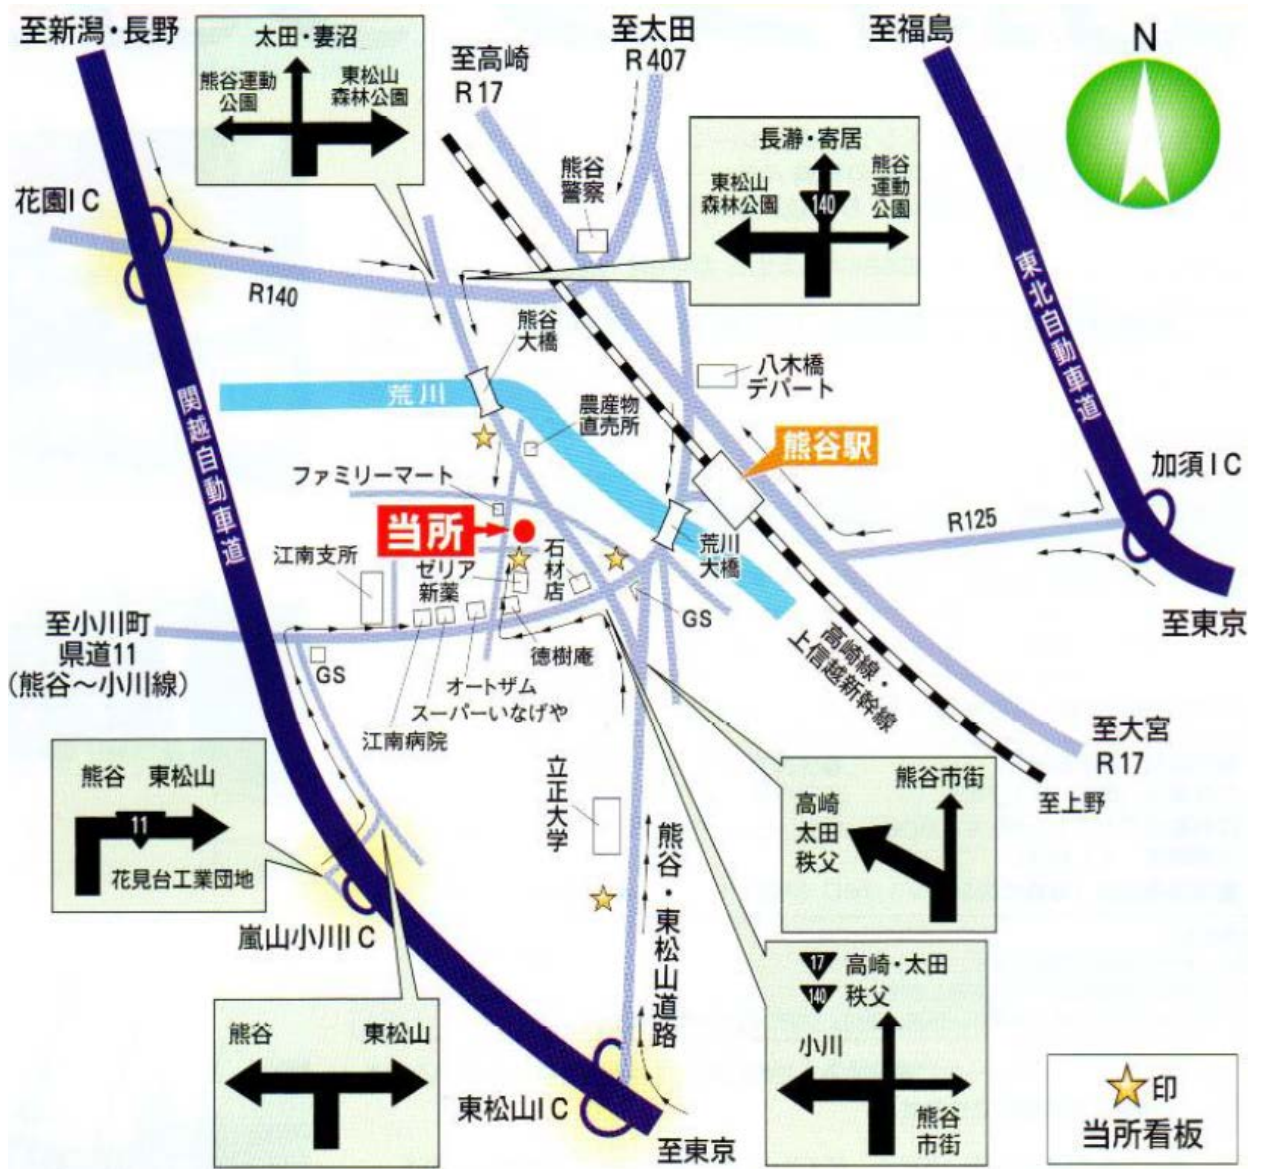 至新潟・長野
太田・妻沼
熊谷運動
公園
東松山
森林公園
至高崎
R17
至太田
R407
至福島
N
長瀞・寄居
東松山
森林公園
140
熊谷
運動
公園
熊谷
警察
花園IC
R140
東北自動車道
熊谷
大橋
八木橋
デパート
関越自動車道
荒川
農産物
直売所
熊谷駅
加須IC
ファミリーマート
R125
当所
石材店
荒川
大橋
江南支所
ゼリア
新薬
GS
至小川町
県道11
(熊谷〜小川線)
至東京
GS
徳樹庵
高崎線・
上信越新幹線
オートザム
スーパーいなげや
江南病院
至大宮
R17
至上野
熊谷 東松山
11
花見台工業団地
立正大学
熊谷・東松山道路
熊谷市街
高崎
太田
秩父
嵐山小川IC
17 高崎・太田
140 秩父
小川
熊谷
市街
熊谷 東松山
東松山IC
至東京
印
当所看板